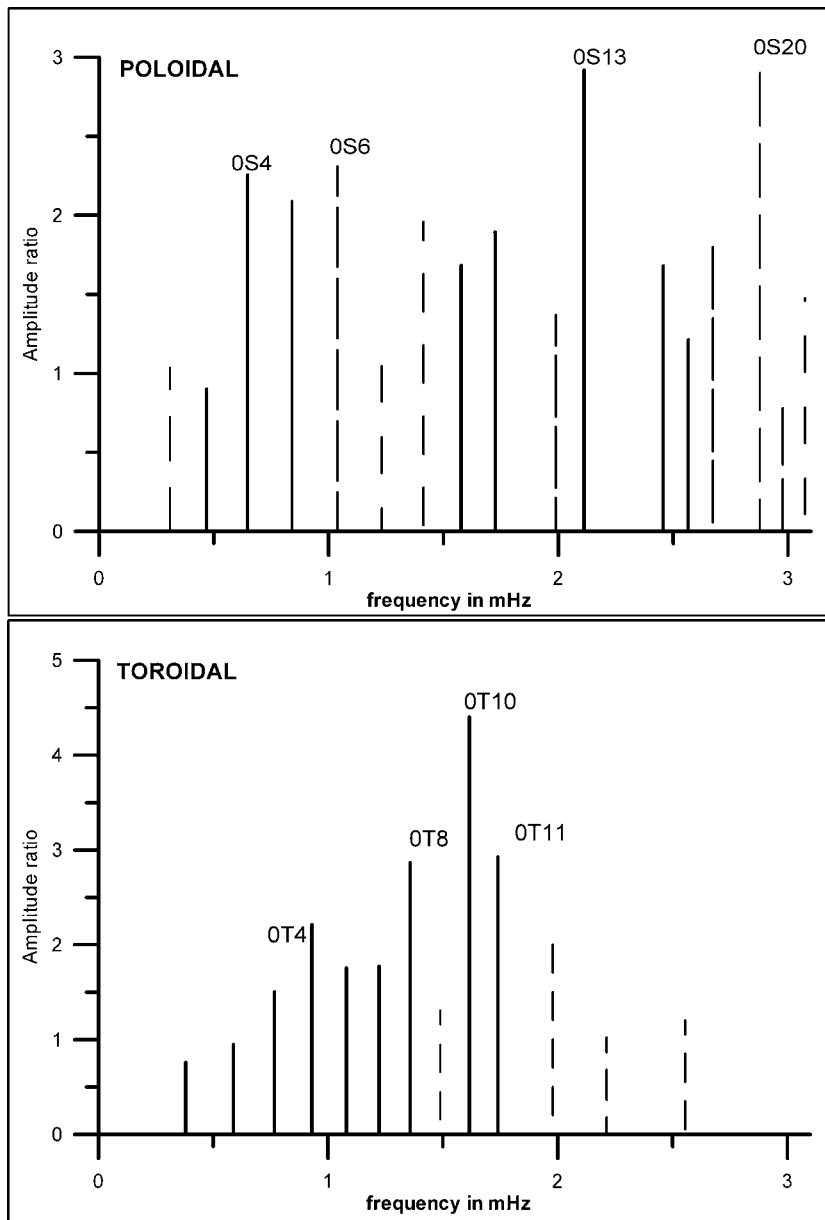 POLOIDAL
0S13
0S20
0S4
0S6
Amplitude ratio
3
2
1
0
0
1
2
3
frequency in mHz
TOROIDAL
0T10
0T8
0T11
0T4
Amplitude ratio
5
4
3
2
1
0
0
1
2
3
frequency in mHz